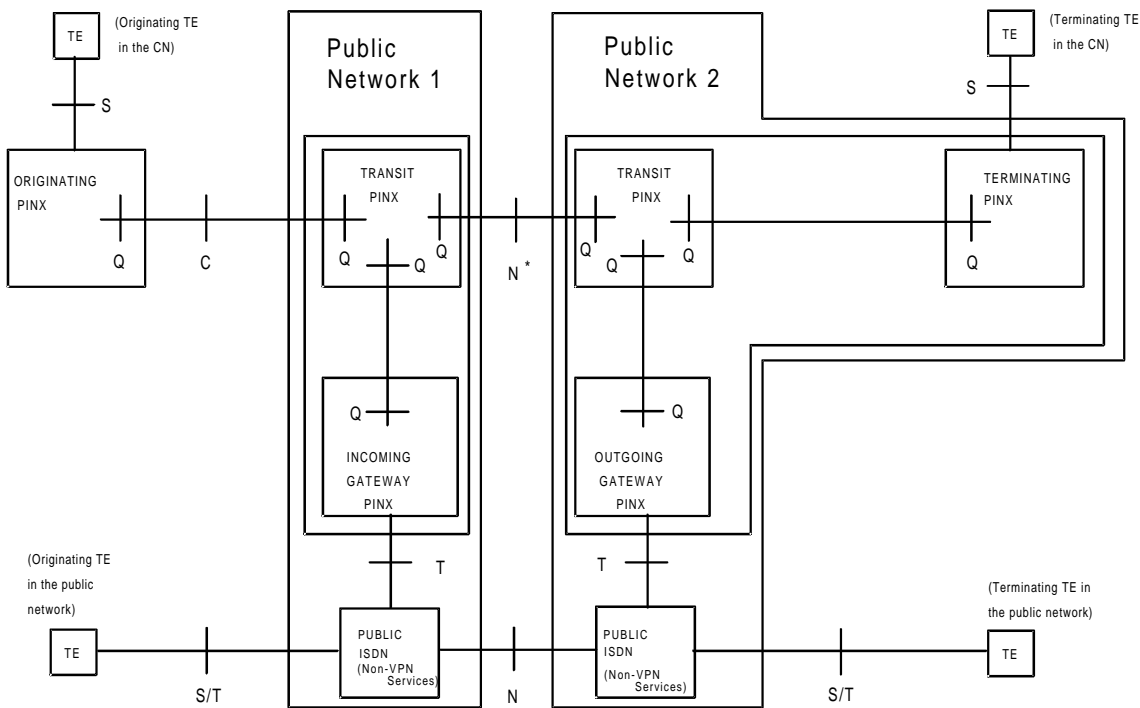 TE
(Originating TE
in the CN)
Public
Network 1
Public
Network 2
(Terminating TE
in the CN)
TE
S
S
ORIGINATING
PINX
TRANSIT
PINX
TRANSIT
PINX
TERMINATING
PINX
Q
C
Q
Q
Q
N *
Q
Q
Q
Q
Q
Q
INCOMING
GATEWAY
PINX
OUTGOING
GATEWAY
PINX
T
T
(Originating TE
in the public
network)
(Terminating TE in
the public network)
TE
S/T
PUBLIC
ISDN
(Non-VPN
Services)
N
PUBLIC
ISDN
(Non-VPN
Services)
S/T
TE